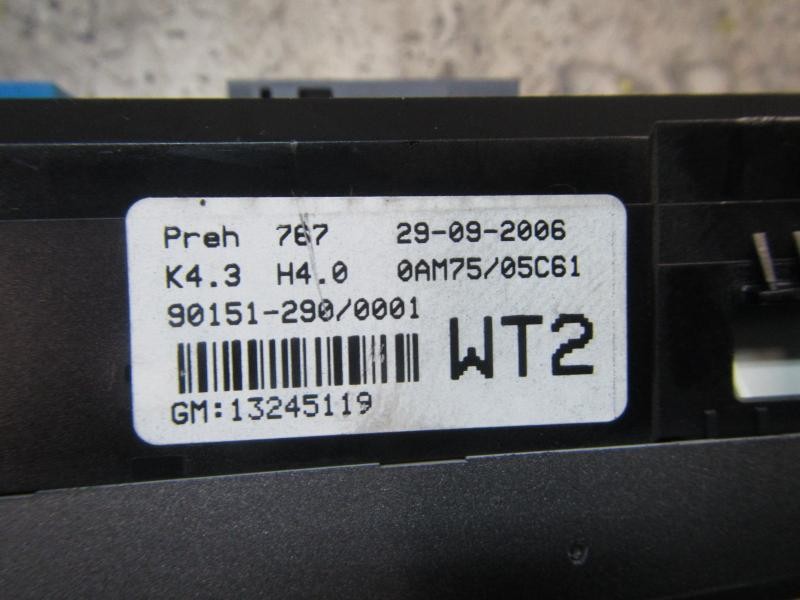 Preh 767 29-09-2006
K4.3 H4.0 0AM75/05C61
90151-290/0001
WT2
GM:13245119